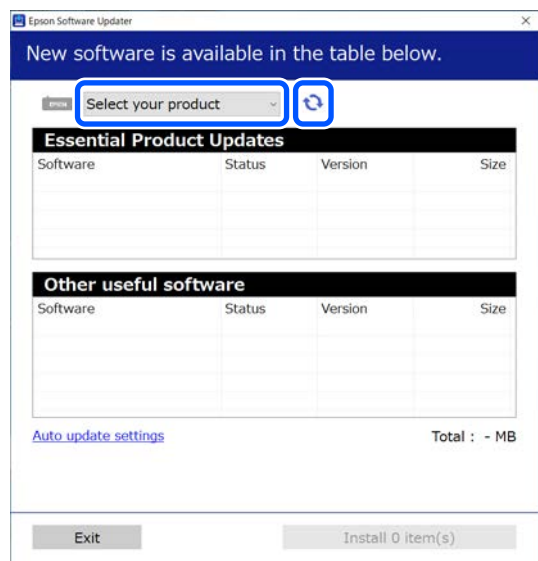 Epson Software Updater
New software is available in the table below.
EPSON Select your product
Essential Product Updates
Software Status Version Size
Other useful software
Software Status Version Size
Auto update settings Total : - MB
Exit Install 0 item(s)